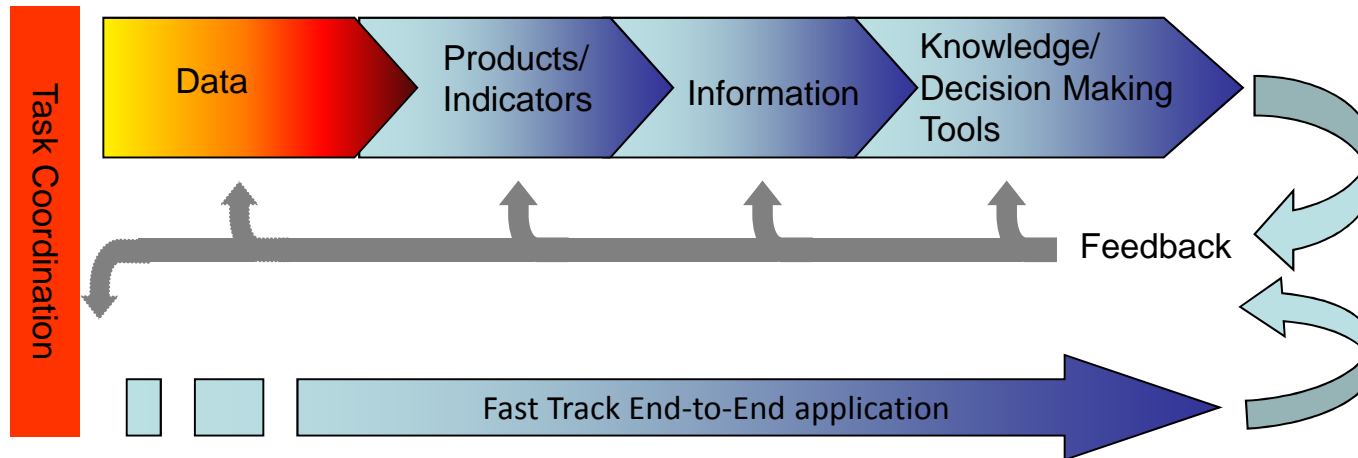 Task Coordination
Data
Products/
Indicators
Information
Knowledge/
Decision Making
Tools
Feedback
Fast Track End-to-End application